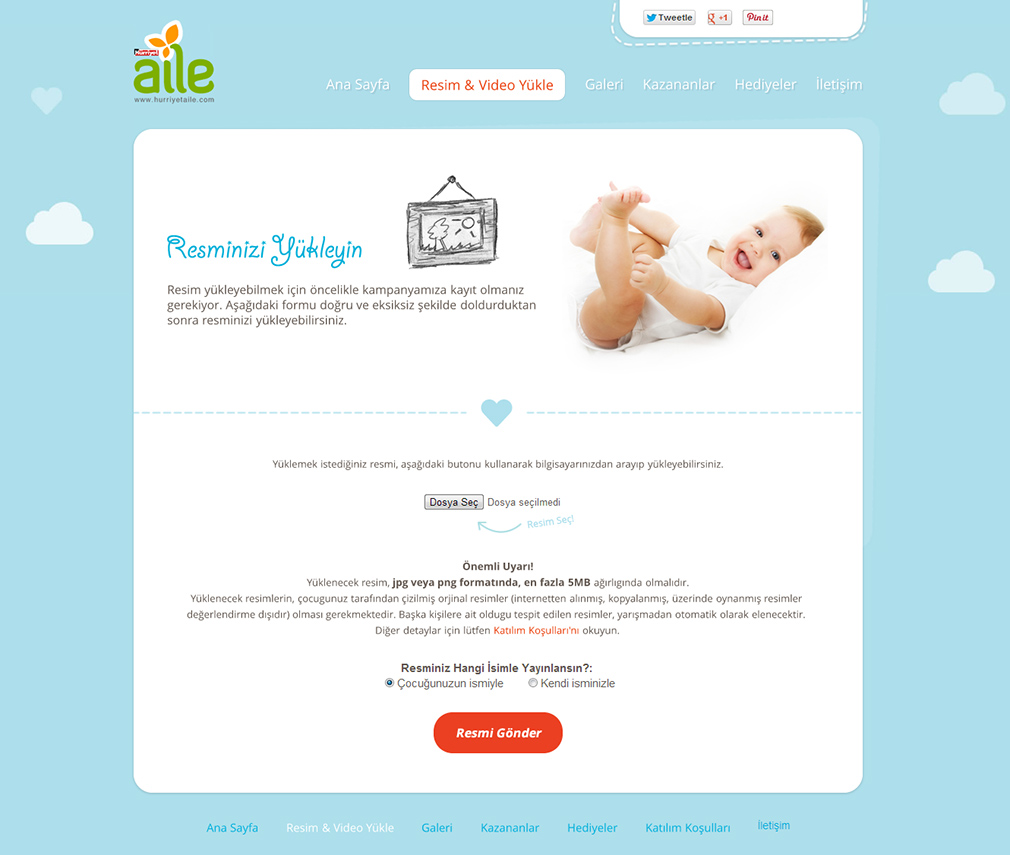 Tweetle
+1
Pin it
Hürriyet
aile
www.hurriyetaile.com
Ana Sayfa
Resim & Video Yükle
Galeri
Kazananlar
Hediyeler
İletişim
Resminizi Yükleyin
Resim yükleyebilmek için öncelikle kampanyamıza kayıt olmanız
gerekiyor. Aşağıdaki formu doğru ve eksiksiz şekilde doldurduktan
sonra resminizi yükleyebilirsiniz.
Yüklemek istediğiniz resmi, aşağıdaki butonu kullanarak bilgisayarınızdan arayıp yükleyebilirsiniz.
Dosya Seç Dosya seçilmedi
Resim Seç!
Önemli Uyarı!
Yüklenecek resim, jpg veya png formatında, en fazla 5MB ağırlıgında olmalıdır.
Yüklenecek resimlerin, çocugunuz tarafından çizilmiş orjinal resimler (internetten alınmış, kopyalanmış, üzerinde oynanmış resimler
değerlendirme dışıdır) olması gerekmektedir. Başka kişilere ait oldugu tespit edilen resimler, yarışmadan otomatik olarak elenecektir.
Diğer detaylar için lütfen Katılım Koşulları'nı okuyun.
Resminiz Hangi İsimle Yayınlansın?:
Çocuğunuzun ismiyle
Kendi isminizle
Resmi Gönder
Ana Sayfa
Resim & Video Yükle
Galeri
Kazananlar
Hediyeler
Katılım Koşulları
İletişim